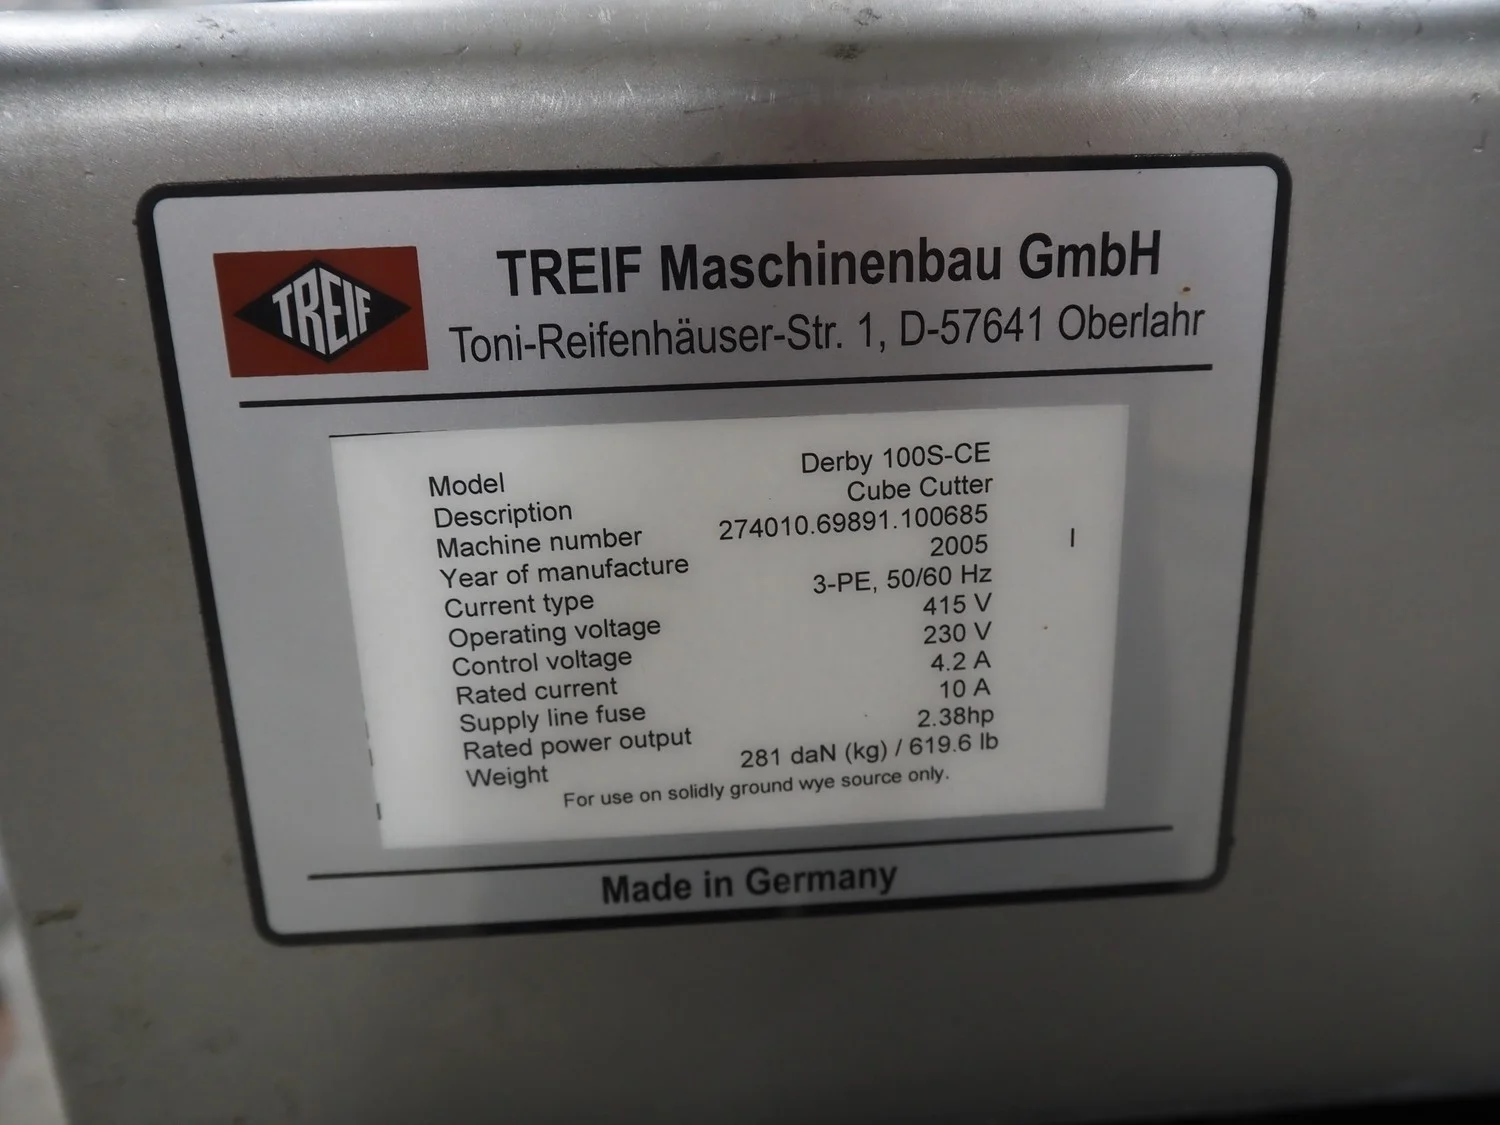 TREIF
TREIF Maschinenbau GmbH
Toni-Reifenhäuser-Str. 1, D-57641 Oberlahr
Model Derby 100S-CE
Description Cube Cutter
Machine number 274010.69891.100685
Year of manufacture 2005
Current type 3-PE, 50/60 Hz
Operating voltage 415 V
Control voltage 230 V
Rated current 4.2 A
Supply line fuse 10 A
Rated power output 2.38hp
Weight 281 daN (kg) / 619.6 lb
For use on solidly ground wye source only.
Made in Germany